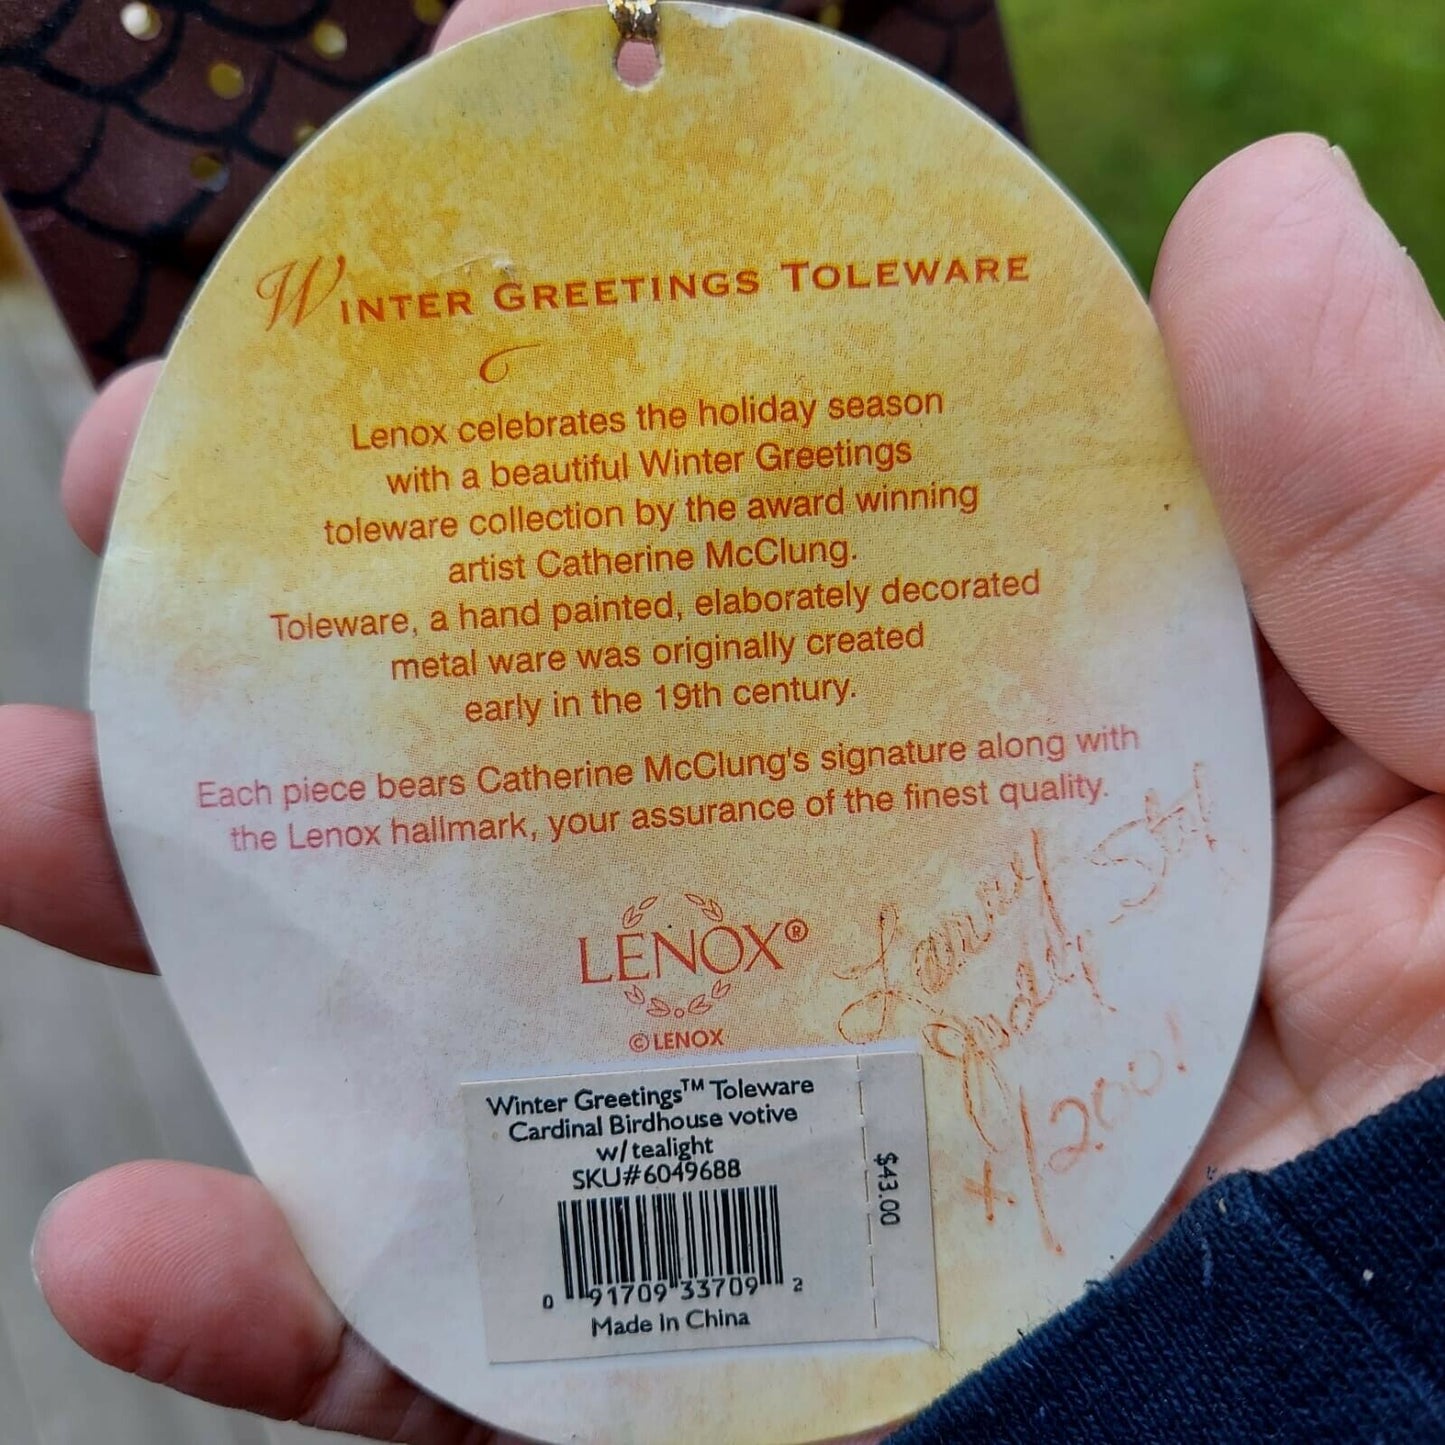 Winter Greetings Toleware
Lenox celebrates the holiday season
with a beautiful Winter Greetings
toleware collection by the award winning
artist Catherine McClung.
Toleware, a hand painted, elaborately decorated
metal ware was originally created
early in the 19th century.
Each piece bears Catherine McClung's signature along with
the Lenox hallmark, your assurance of the finest quality.
LENOX®
©LENOX
Larry
Judy
Winter Greetings™ Toleware
Cardinal Birdhouse votive
w/ tealight
SKU#6049688
0 91709 33709 2
Made In China
$43.00